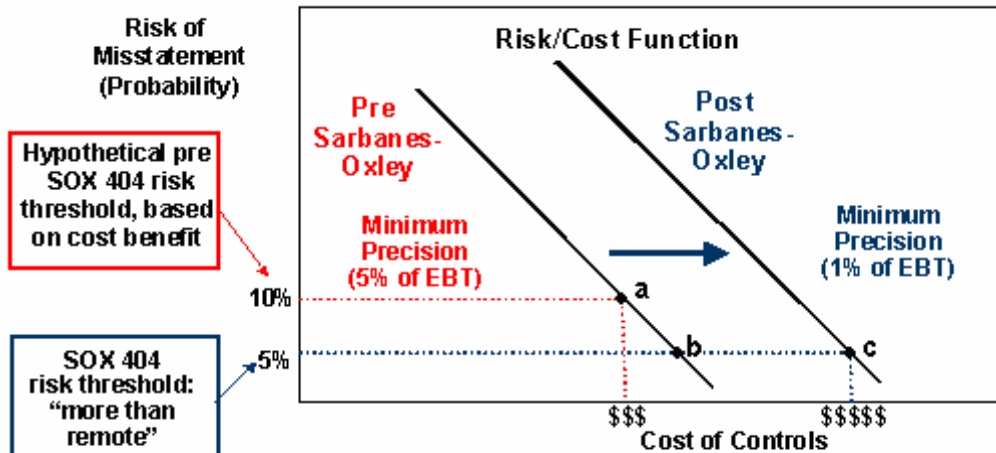 Risk of
Misstatement
(Probability)
Risk/Cost Function
Pre
Sarbanes-
Oxley
Post
Sarbanes-
Oxley
Hypothetical pre
SOX 404 risk
threshold, based
on cost benefit
Minimum
Precision
(5% of EBT)
Minimum
Precision
(1% of EBT)
10%
a
SOX 404
risk threshold:
“more than
remote”
5%
b
c
$$$
$$$$$
Cost of Controls